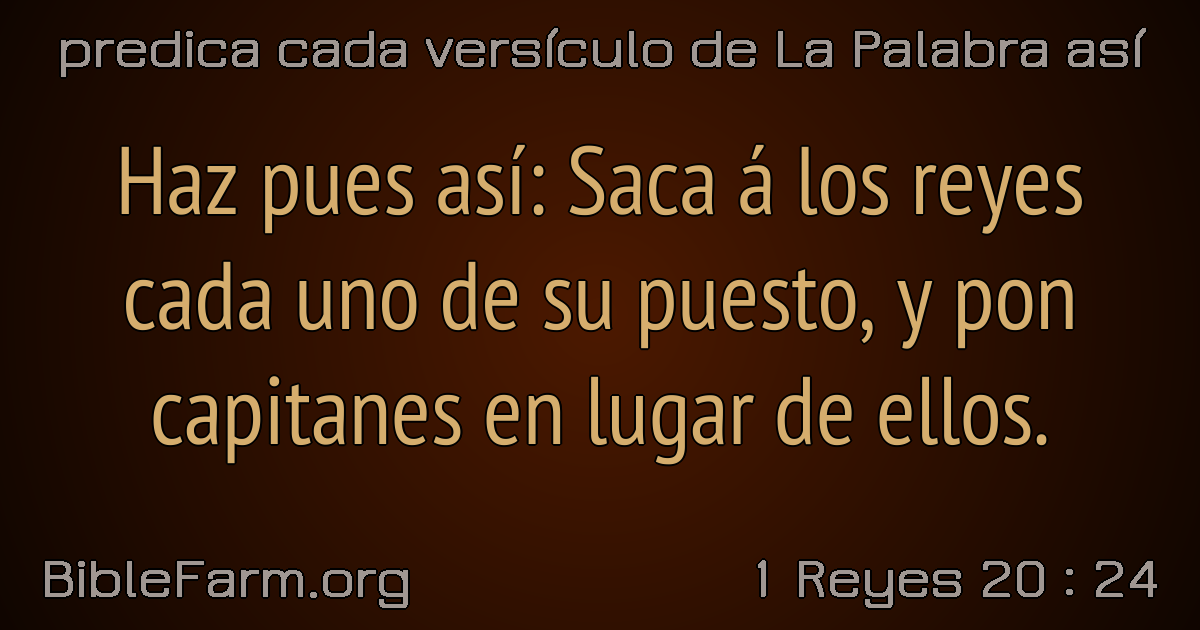 predica cada versículo de La Palabra así
Haz pues así: Saca á los reyes
cada uno de su puesto, y pon
capitanes en lugar de ellos.
BibleFarm.org
1 Reyes 20 : 24